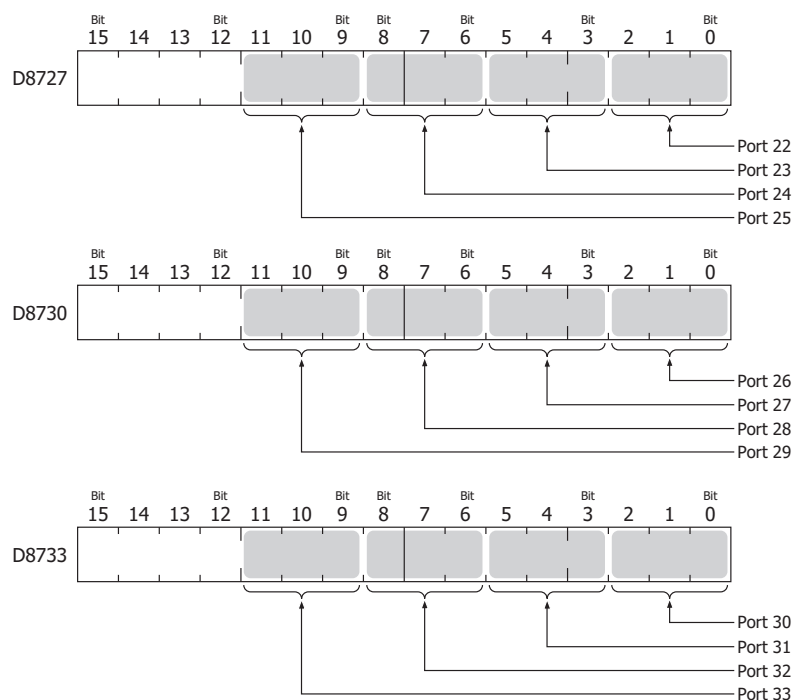 Bit Bit Bit Bit Bit Bit Bit
15 14 13 12 11 10 9 8 7 6 5 4 3 2 1 0
D8727
Port 22
Port 23
Port 24
Port 25
Bit Bit Bit Bit Bit Bit Bit
15 14 13 12 11 10 9 8 7 6 5 4 3 2 1 0
D8730
Port 26
Port 27
Port 28
Port 29
Bit Bit Bit Bit Bit Bit Bit
15 14 13 12 11 10 9 8 7 6 5 4 3 2 1 0
D8733
Port 30
Port 31
Port 32
Port 33